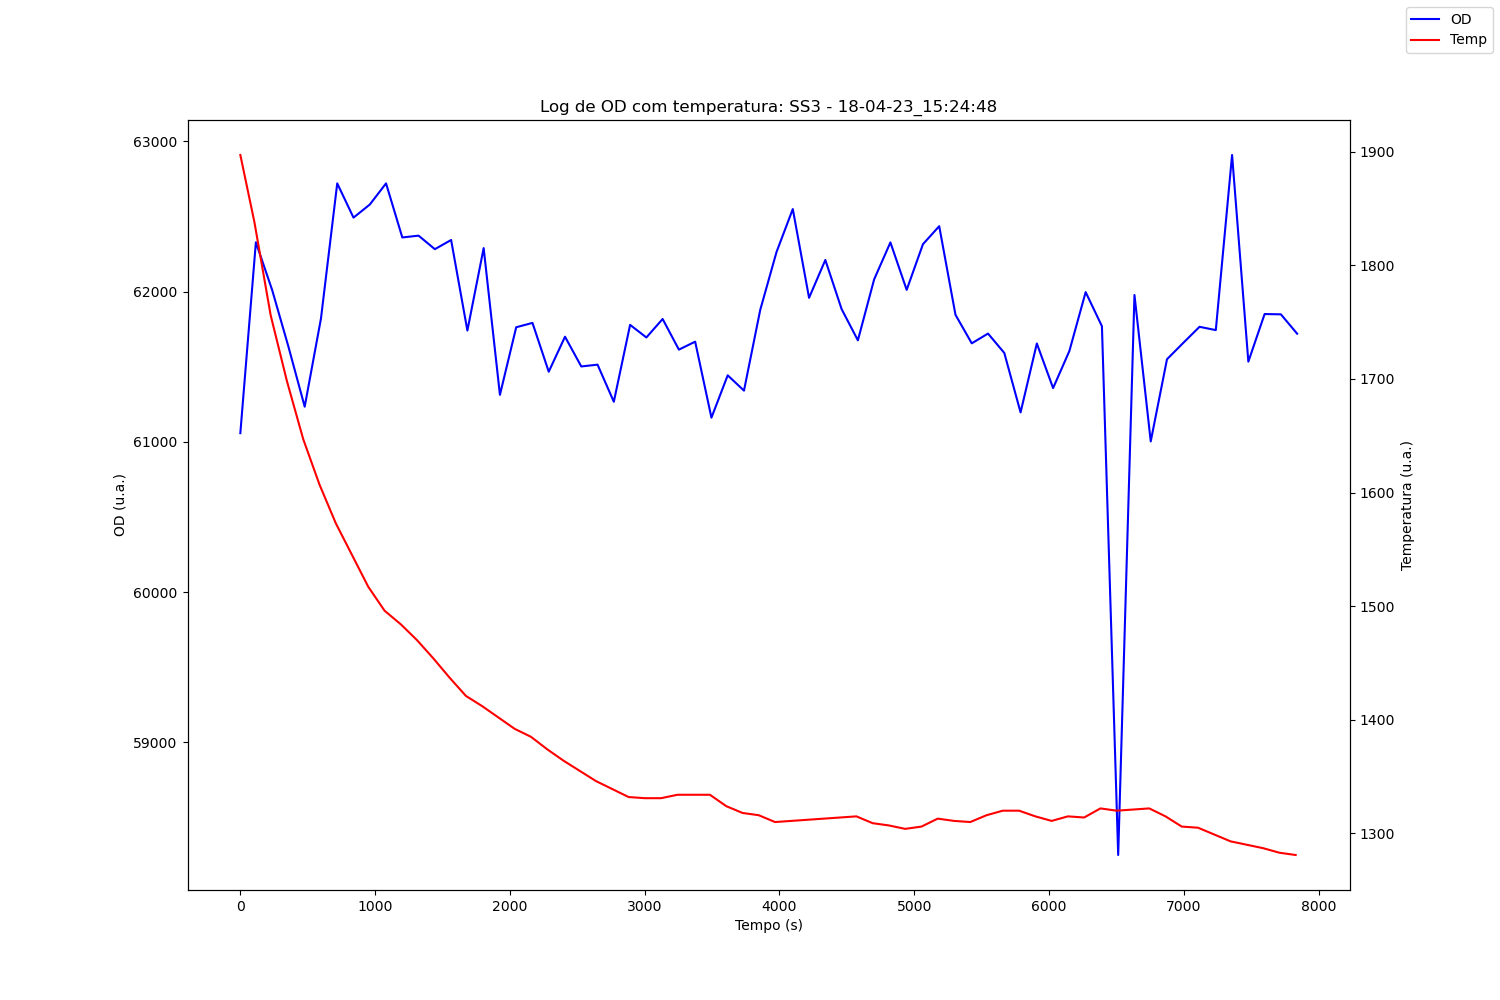 OD
Temp
Log de OD com temperatura: SS3 - 18-04-23_15:24:48
63000
62000
61000
60000
59000
OD (u.a.)
1900
1800
1700
1600
1500
1400
1300
Temperatura (u.a.)
0 1000 2000 3000 4000 5000 6000 7000 8000
Tempo (s)